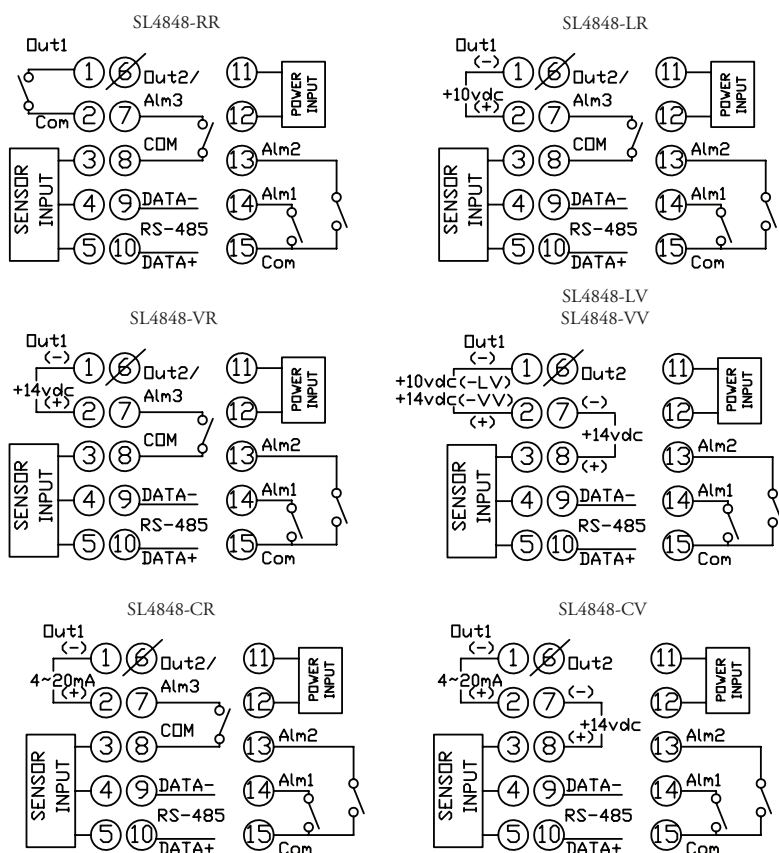 SL4848-RR
Out1
1 6 Out2/ 11
Alm3
Com 2 7 12
POWER INPUT
3 8 COM 13 Alm2
SENSOR INPUT
4 9 DATA- 14 Alm1
RS-485
5 10 DATA+ 15 Com
SL4848-LR
Out1
(-)
1 6 Out2/ 11
+10vdc
Alm3
(+) 2 7 12
POWER INPUT
3 8 COM 13 Alm2
SENSOR INPUT
4 9 DATA- 14 Alm1
RS-485
5 10 DATA+ 15 Com
SL4848-VR
Out1
(-)
1 6 Out2/ 11
+14vdc
Alm3
(+) 2 7 12
POWER INPUT
3 8 COM 13 Alm2
SENSOR INPUT
4 9 DATA- 14 Alm1
RS-485
5 10 DATA+ 15 Com
SL4848-LV
SL4848-VV
Out1
(-)
1 6 Out2 11
+10vdc(-LV)
+14vdc(-VV) 2 7 (-) 12
(+)
POWER INPUT
+14vdc
3 8 (+) 13 Alm2
SENSOR INPUT
4 9 DATA- 14 Alm1
RS-485
5 10 DATA+ 15 Com
SL4848-CR
Out1
(-)
1 6 Out2/ 11
4~20mA
Alm3
(+) 2 7 12
POWER INPUT
3 8 COM 13 Alm2
SENSOR INPUT
4 9 DATA- 14 Alm1
RS-485
5 10 DATA+ 15 Com
SL4848-CV
Out1
(-)
1 6 Out2 11
4~20mA
(+) 2 7 (-) 12
POWER INPUT
+14vdc
3 8 (+) 13 Alm2
SENSOR INPUT
4 9 DATA- 14 Alm1
RS-485
5 10 DATA+ 15 Com